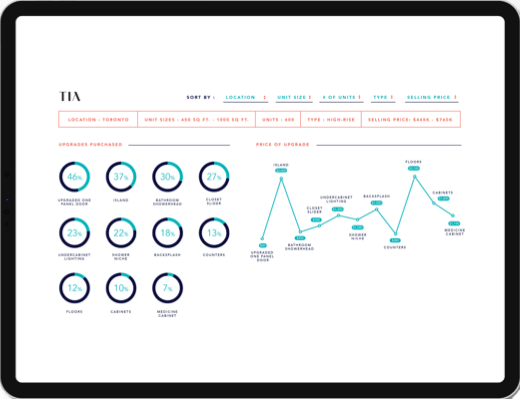 TIA
SORT BY : LOCATION UNIT SIZE # OF UNITS TYPE SELLING PRICE
LOCATION : TORONTO UNIT SIZES : 450 SQ FT. - 1000 SQ FT. UNITS : 400 TYPE : HIGH-RISE SELLING PRICE: $460K - $760K
UPGRADES PURCHASED
46%
37%
30%
27%
UPGRADED ONE
PANEL DOOR
ISLAND
BATHROOM
SHOWERHEAD
CLOSET
SLIDER
23%
22%
18%
13%
UNDERCABINET
LIGHTING
SHOWER
NICHE
BACKSPLASH
COUNTERS
12%
10%
7%
FLOORS
CABINETS
MEDICINE
CABINET
PRICE OF UPGRADE
ISLAND
FLOORS
CABINETS
UNDERCABINET
LIGHTING
BACKSPLASH
CLOSET
SLIDER
MEDICINE
CABINET
SHOWER
NICHE
BATHROOM
SHOWERHEAD
COUNTERS
UPGRADED
ONE PANEL
DOOR